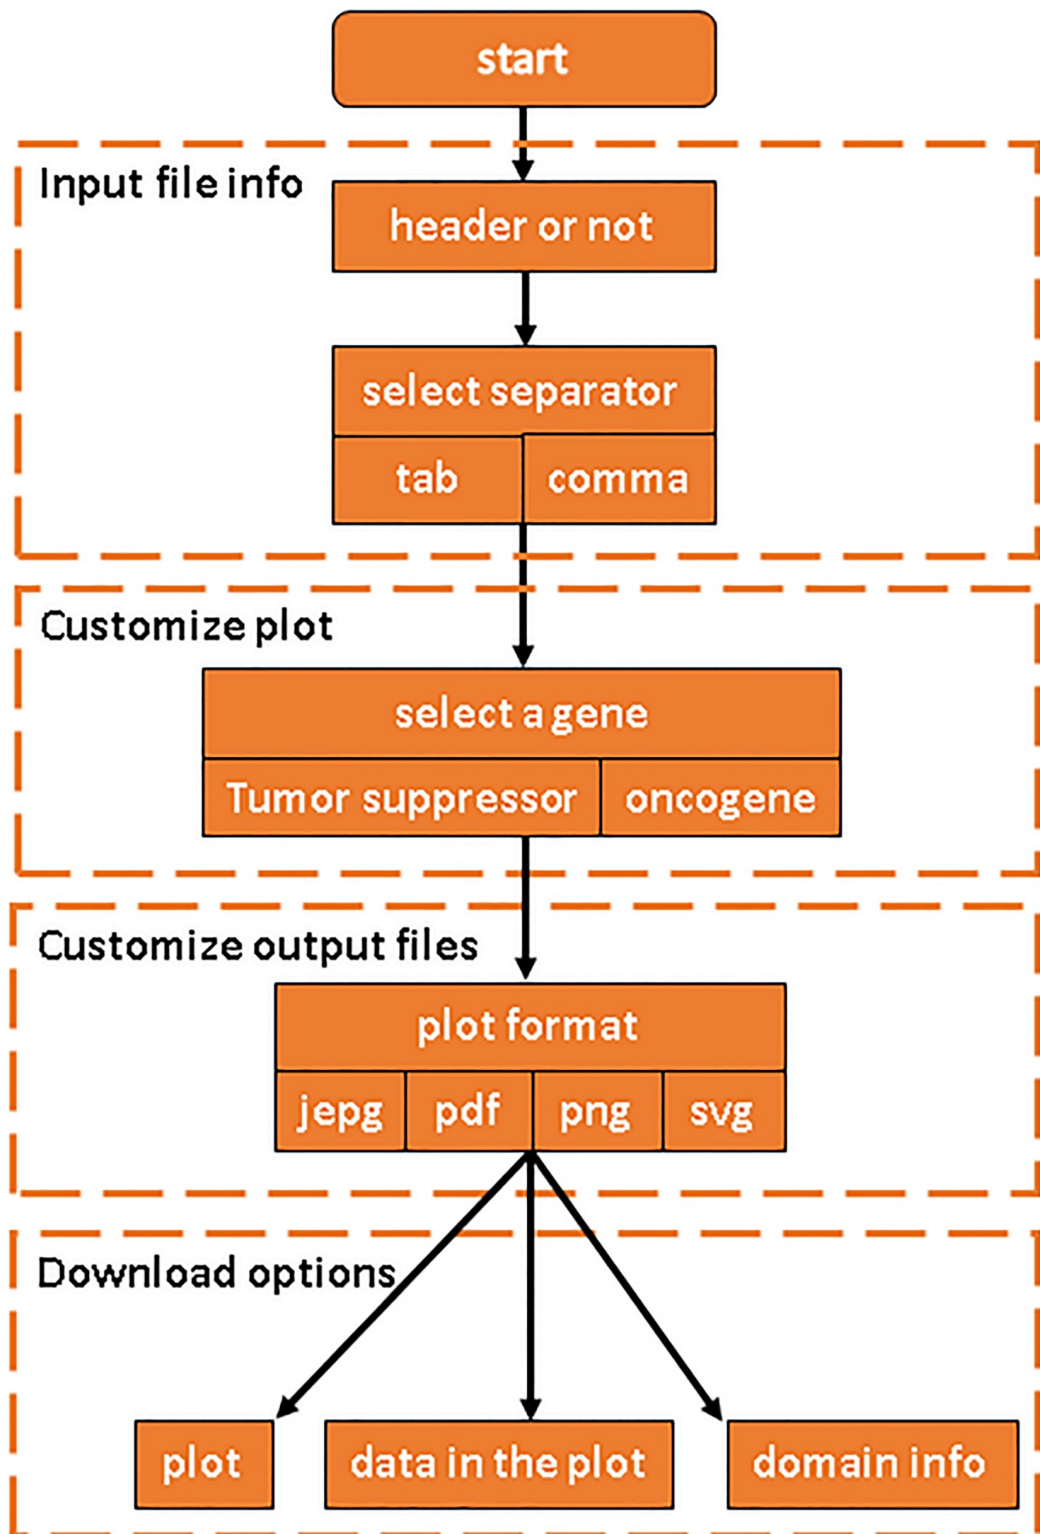 start
Input file info
header or not
select separator
tab comma
Customize plot
select a gene
Tumor suppressor oncogene
Customize output files
plot format
jepg pdf png svg
Download options
plot data in the plot domain info